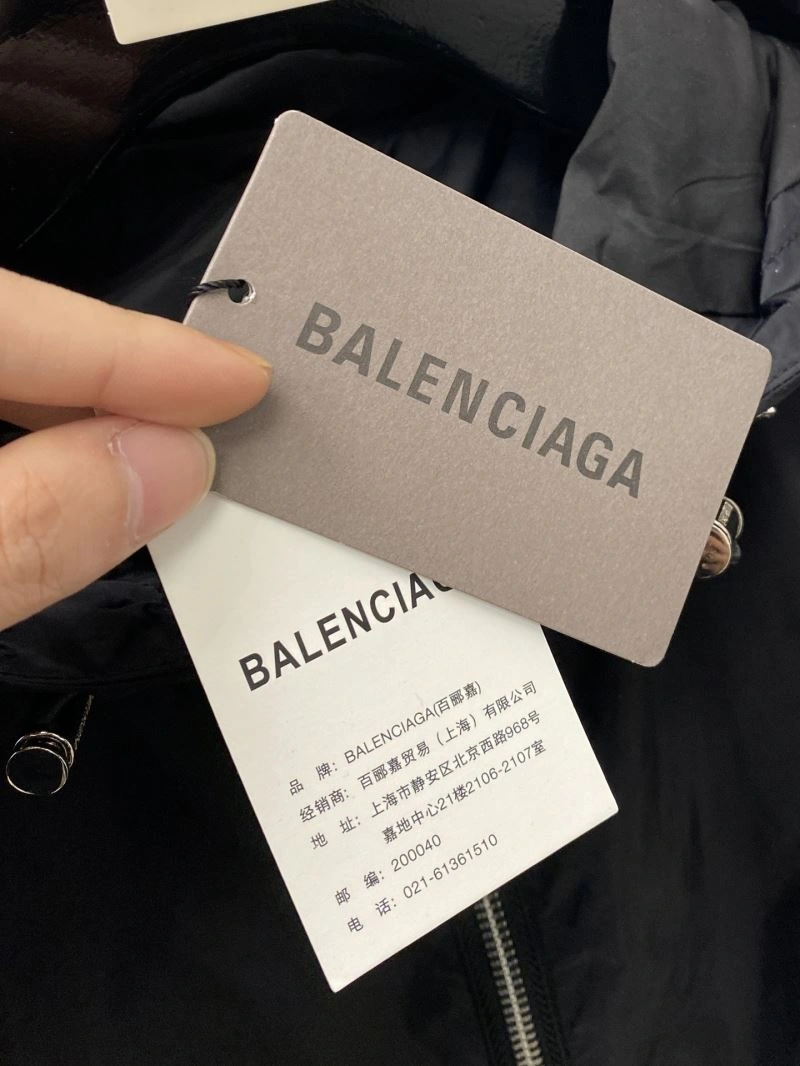 BALENCIAGA
BALENCIAG
品 牌：BALENCIAGA(百郦嘉)
经销商：百郦嘉贸易（上海）有限公司
地 址：上海市静安区北京西路968号
嘉地中心21楼2106-2107室
邮 编：200040
电 话：021-61361510